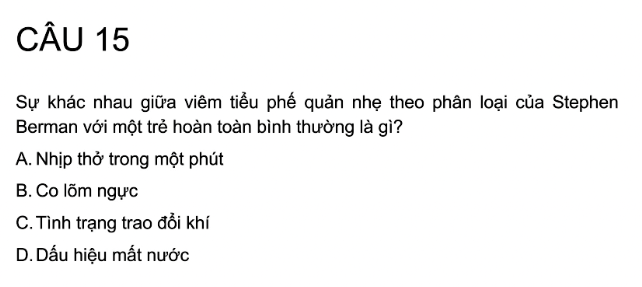 CÂU 15
Sự khác nhau giữa viêm tiểu phế quản nhẹ theo phân loại của Stephen
Berman với một trẻ hoàn toàn bình thường là gì?
A. Nhịp thở trong một phút
B. Co lõm ngực
C. Tình trạng trao đổi khí
D. Dấu hiệu mất nước